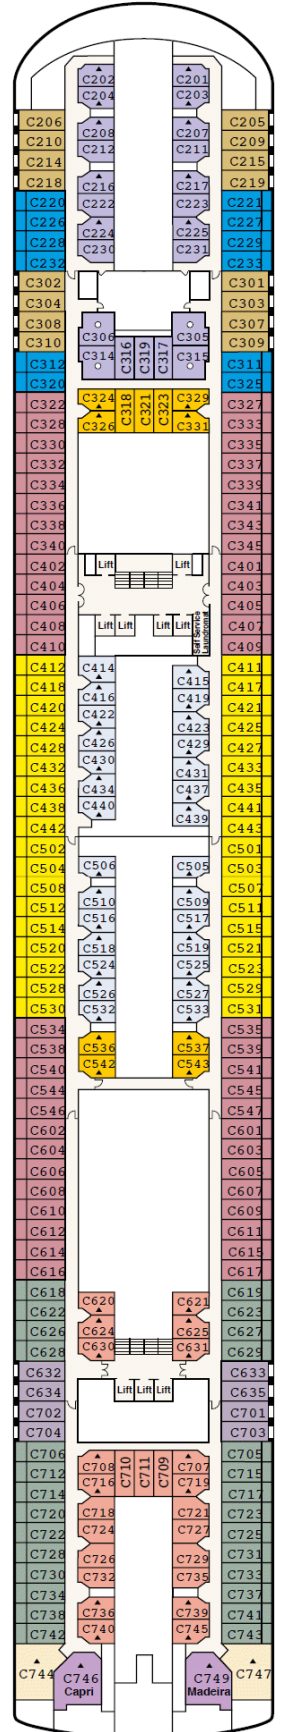 C202 C201
C204 C203
C206 C205
C208 C207
C210 C209
C212 C211
C214 C215
C218 C216 C217 C219
C220 C222 C223 C221
C226 C224 C225 C227
C228 C230 C231 C229
C232 C233
C302 C301
C304 C303
C308 C306 C305 C307
C310 C314 C316 C319 C317 C315 C309
C312 C311
C320 C325
C322 C324 C318 C321 C323 C329 C327
C328 C326 C331 C333
C330 C335
C332 C337
C334 C339
C336 C341
C338 C343
C340 C345
C402 Lift Lift C401
C404 C403
C406 C405
C408 Lift Lift Lift Lift Self Service Laundromat C407
C410 C409
C412 C414 C411
C418 C416 C415 C417
C420 C422 C419 C421
C424 C423 C425
C428 C426 C429 C427
C432 C430 C431 C433
C436 C434 C437 C435
C438 C440 C439 C441
C442 C443
C502 C501
C504 C506 C505 C503
C508 C507
C512 C510 C509 C511
C514 C516 C517 C515
C520 C518 C519 C521
C522 C524 C525 C523
C528 C526 C527 C529
C530 C532 C533 C531
C534 C535
C538 C536 C537 C539
C540 C542 C543 C541
C544 C545
C546 C547
C602 C601
C604 C603
C606 C605
C608 C607
C610 C609
C612 C611
C614 C615
C616 C617
C618 C620 C621 C619
C622 C623
C626 C624 C625 C627
C628 C630 C631 C629
C632 C633
C634 Lift Lift Lift C635
C702 C701
C704 C703
C706 C708 C710 C711 C709 C707 C705
C712 C716 C719 C715
C714 C717
C720 C718 C721 C723
C722 C724 C727 C725
C728 C726 C729 C731
C730 C732 C735 C733
C734 C737
C738 C736 C739 C741
C742 C740 C745 C743
C744 C746 C749 C747
Capri Madeira